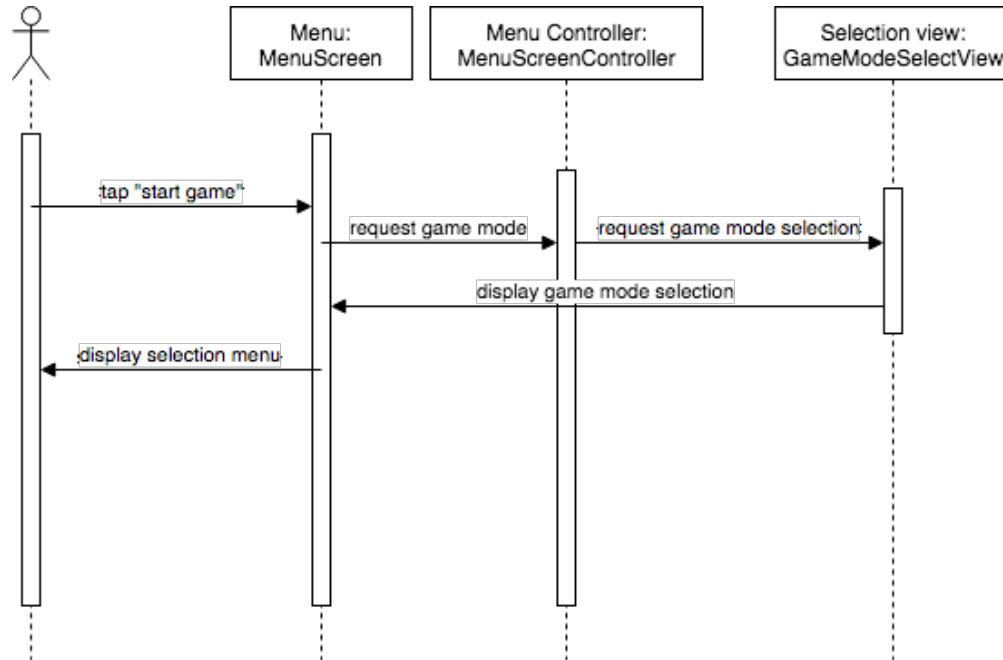 Menu:
MenuScreen
Menu Controller:
MenuScreenController
Selection view:
GameModeSelectView
tap "start game"
request game mode
request game mode selection
display game mode selection
display selection menu